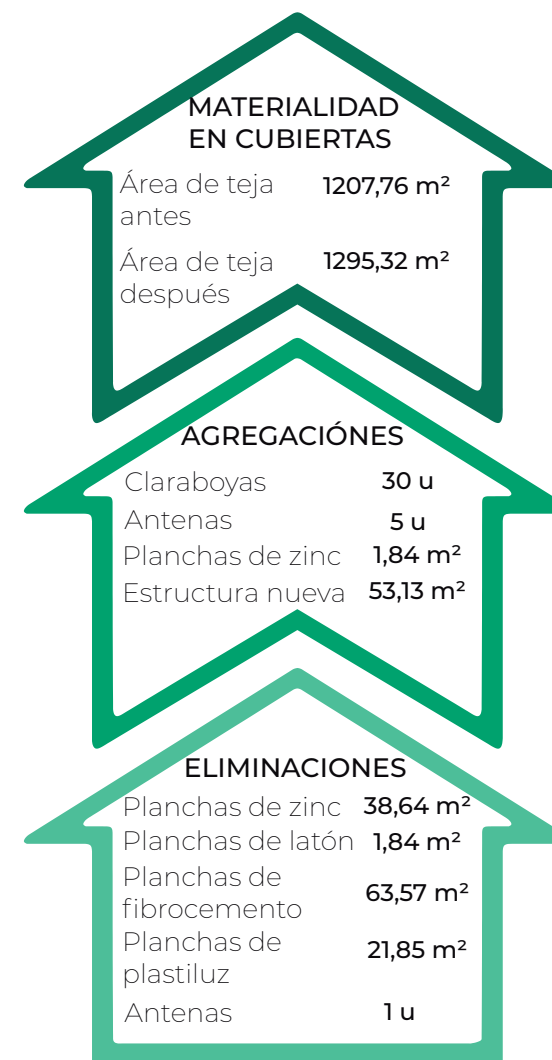 MATERIALIDAD
EN CUBIERTAS
Área de teja 1207,76 m²
antes
Área de teja 1295,32 m²
después
AGREGACIÓNES
Claraboyas 30 u
Antenas 5 u
Planchas de zinc 1,84 m²
Estructura nueva 53,13 m²
ELIMINACIONES
Planchas de zinc 38,64 m²
Planchas de latón 1,84 m²
Planchas de
fibrocemento 63,57 m²
Planchas de
plastiluz 21,85 m²
Antenas 1 u